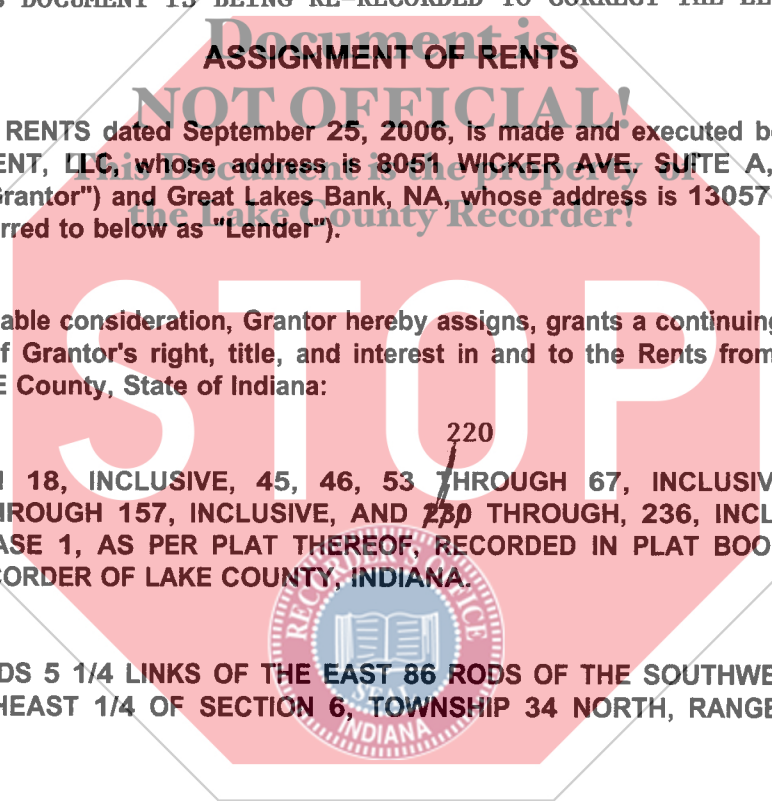 DOCUMENT IS BEING RE-RECORDED TO CORRECT THE
Document is
ASSIGNMENT OF RENTS
NOT OFFICIAL!
RENTS dated September 25, 2006, is made and executed
This Document is the property of
ENT, LLC, whose address is 8051 WICKER AVE. SUITE A,
Grantor") and Great Lakes Bank, NA, whose address is 13057
the Lake County Recorder!
rred to below as "Lender").
STOP
able consideration, Grantor hereby assigns, grants a continuing
f Grantor's right, title, and interest in and to the Rents from
E County, State of Indiana:
220
18, INCLUSIVE, 45, 46, 53 THROUGH 67, INCLUSIV
HROUGH 157, INCLUSIVE, AND 230 THROUGH, 236, INCL
ASE 1, AS PER PLAT THEREOF, RECORDED IN PLAT BOO
CORDER OF LAKE COUNTY, INDIANA.
RECORDER'S OFFICE
SEAL
INDIANA
DS 5 1/4 LINKS OF THE EAST 86 RODS OF THE SOUTHWE
HEAST 1/4 OF SECTION 6, TOWNSHIP 34 NORTH, RANGE